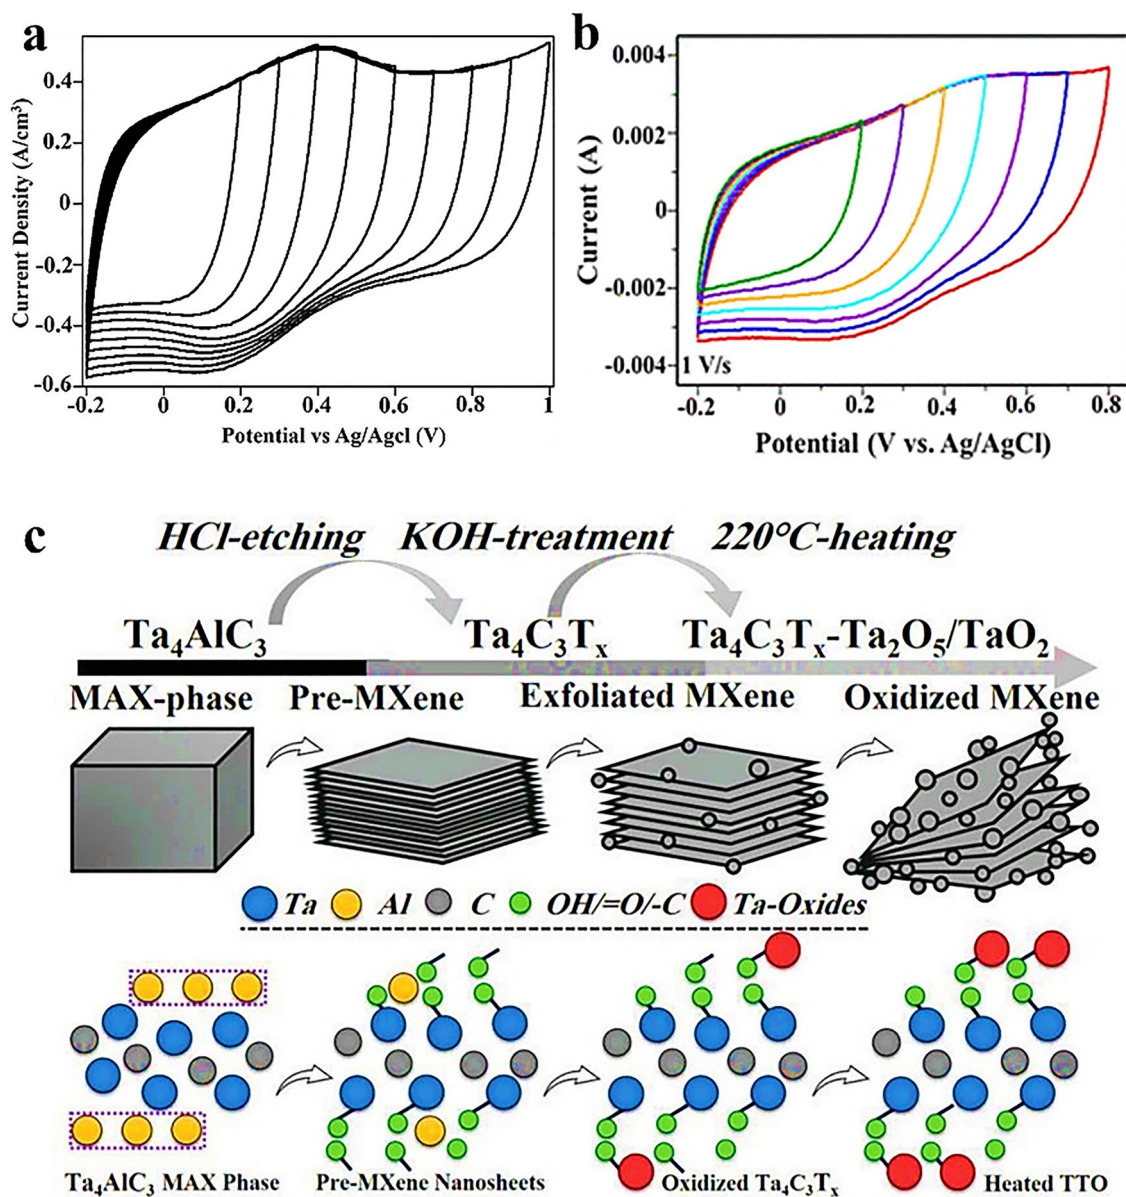 a
0.4
0.2
0
-0.2
-0.4
-0.6
Current Density (A/cm³)
-0.2 0 0.2 0.4 0.6 0.8 1
Potential vs Ag/Agcl (V)
b
0.004
0.002
0
-0.002
-0.004
Current (A)
1 V/s
-0.2 0 0.2 0.4 0.6 0.8
Potential (V vs. Ag/AgCl)
c
HCl-etching KOH-treatment 220°C-heating
Ta₄AlC₃ Ta₄C₃Tₓ Ta₄C₃Tₓ-Ta₂O₅/TaO₂
MAX-phase Pre-MXene Exfoliated MXene Oxidized MXene
Ta Al C OH/=O/-C Ta-Oxides
Ta₄AlC₃ MAX Phase Pre-MXene Nanosheets Oxidized Ta₄C₃Tₓ Heated TTO